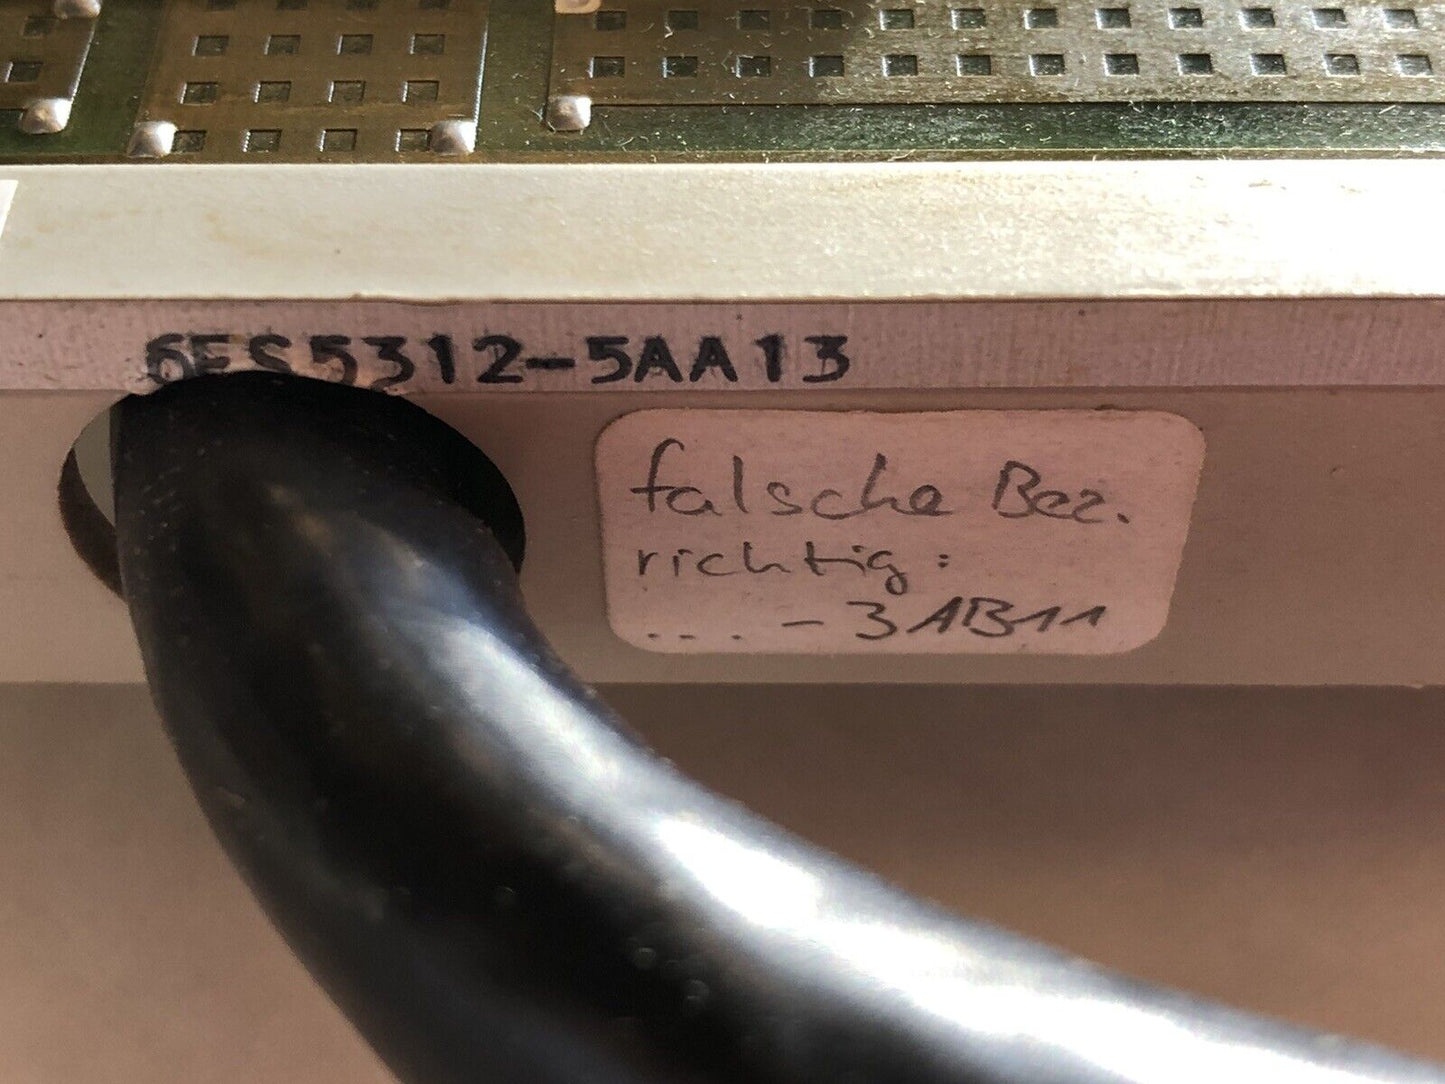 6ES5312-5AA13
falsche Bez.
richtig:
... - 3AB11